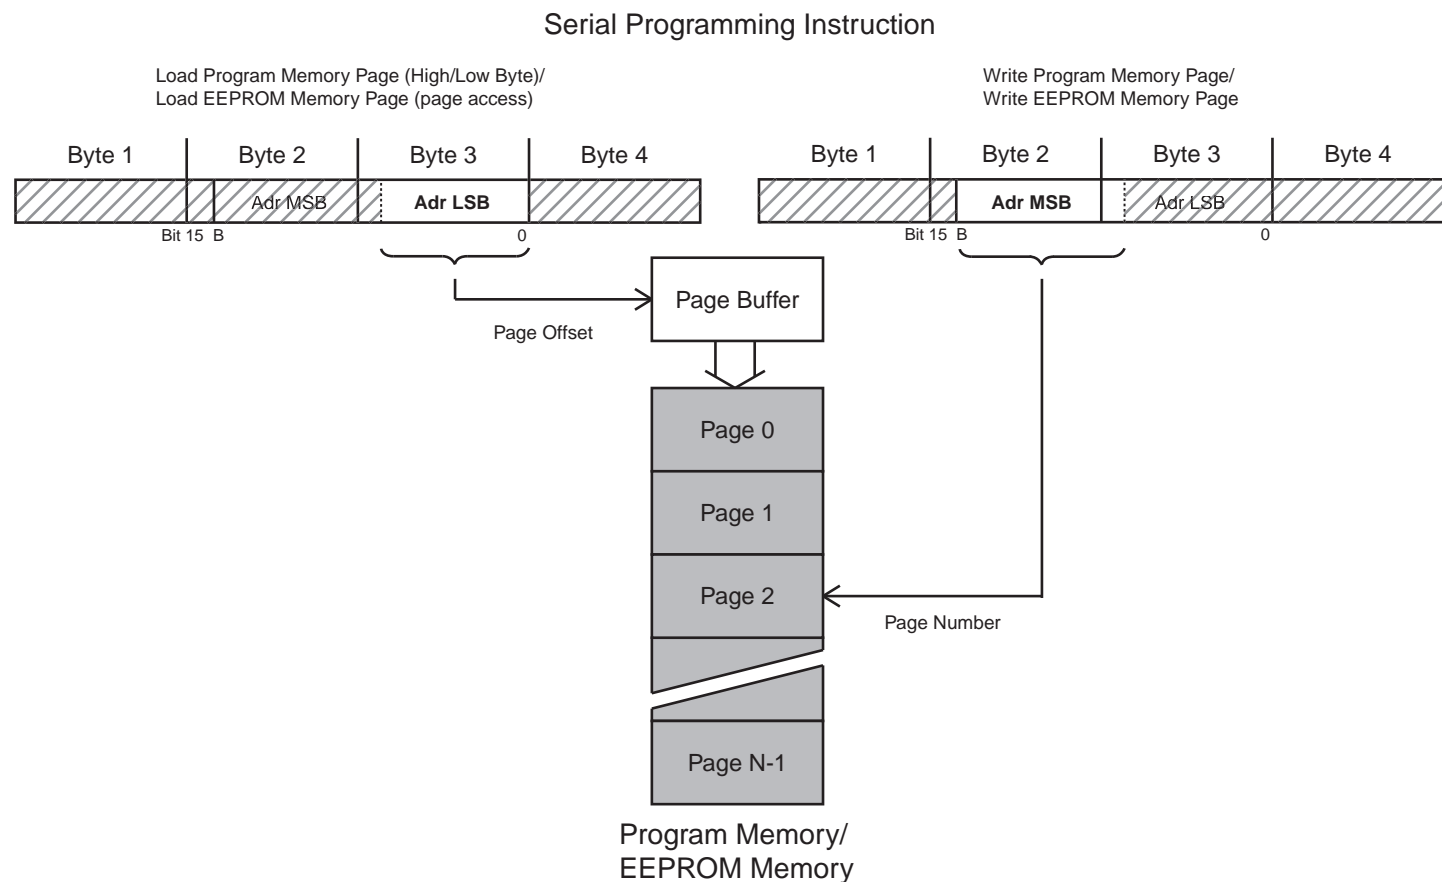 Serial Programming Instruction
Load Program Memory Page (High/Low Byte)/
Load EEPROM Memory Page (page access)
Write Program Memory Page/
Write EEPROM Memory Page
Byte 1 Byte 2 Byte 3 Byte 4
Adr MSB Adr LSB
Bit 15 B 0
Byte 1 Byte 2 Byte 3 Byte 4
Adr MSB Adr LSB
Bit 15 B 0
Page Buffer
Page Offset
Page 0
Page 1
Page 2
Page Number
Page N-1
Program Memory/
EEPROM Memory